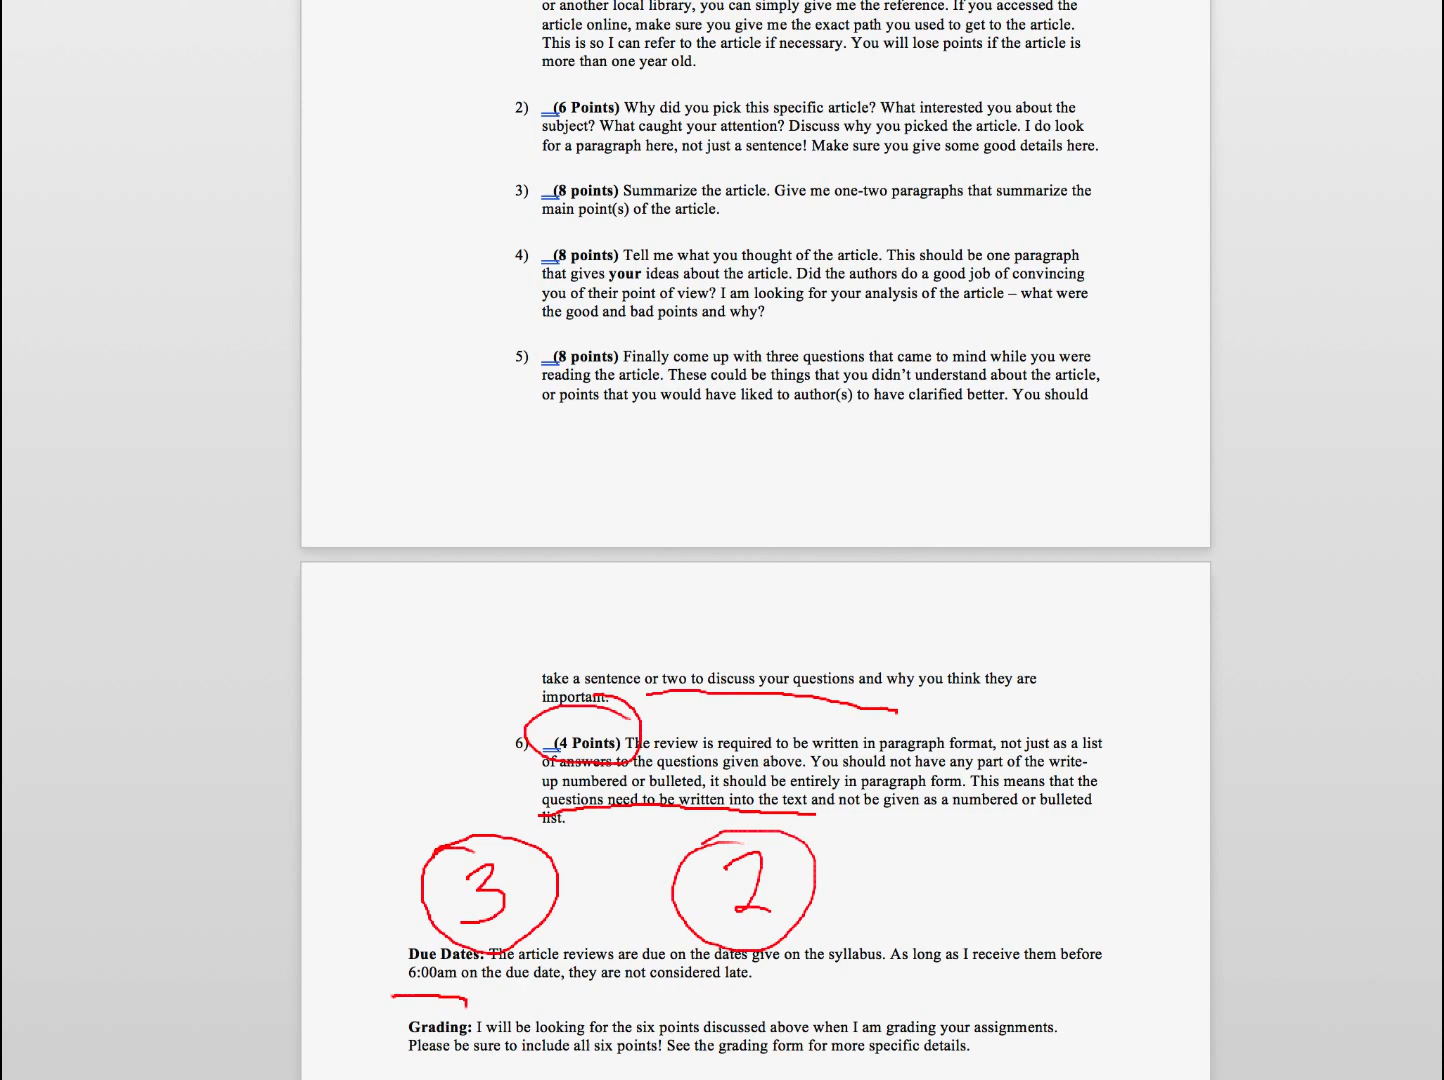 or another local library, you can simply give me the reference. If you accessed the
article online, make sure you give me the exact path you used to get to the article.
This is so I can refer to the article if necessary. You will lose points if the article is
more than one year old.
2) __(6 Points) Why did you pick this specific article? What interested you about the
subject? What caught your attention? Discuss why you picked the article. I do look
for a paragraph here, not just a sentence! Make sure you give some good details here.
3) __(8 points) Summarize the article. Give me one-two paragraphs that summarize the
main point(s) of the article.
4) __(8 points) Tell me what you thought of the article. This should be one paragraph
that gives your ideas about the article. Did the authors do a good job of convincing
you of their point of view? I am looking for your analysis of the article – what were
the good and bad points and why?
5) __(8 points) Finally come up with three questions that came to mind while you were
reading the article. These could be things that you didn’t understand about the article,
or points that you would have liked to author(s) to have clarified better. You should
take a sentence or two to discuss your questions and why you think they are
important.
6) __(4 Points) The review is required to be written in paragraph format, not just as a list
of answers to the questions given above. You should not have any part of the write-
up numbered or bulleted, it should be entirely in paragraph form. This means that the
questions need to be written into the text and not be given as a numbered or bulleted
list.
3 2
Due Dates: The article reviews are due on the dates give on the syllabus. As long as I receive them before
6:00am on the due date, they are not considered late.
Grading: I will be looking for the six points discussed above when I am grading your assignments.
Please be sure to include all six points! See the grading form for more specific details.